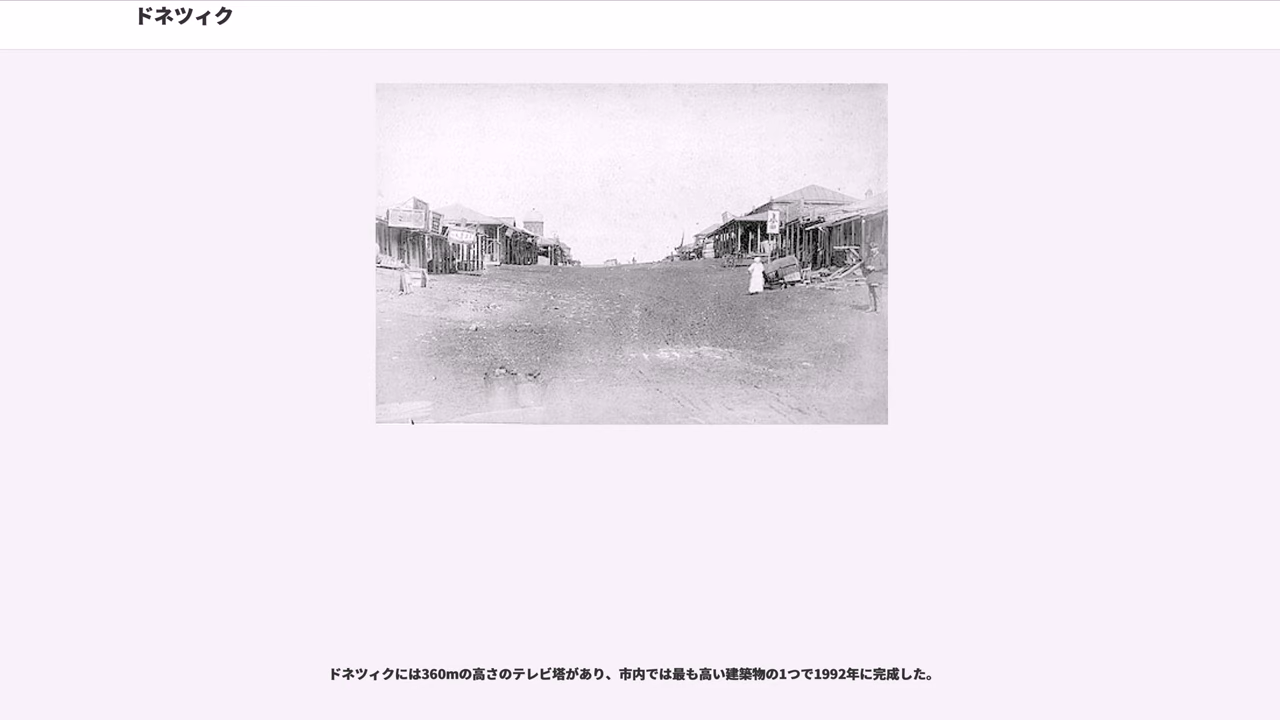 ドネツィク
ドネツィクには360mの高さのテレビ塔があり、市内では最も高い建築物の1つで1992年に完成した。